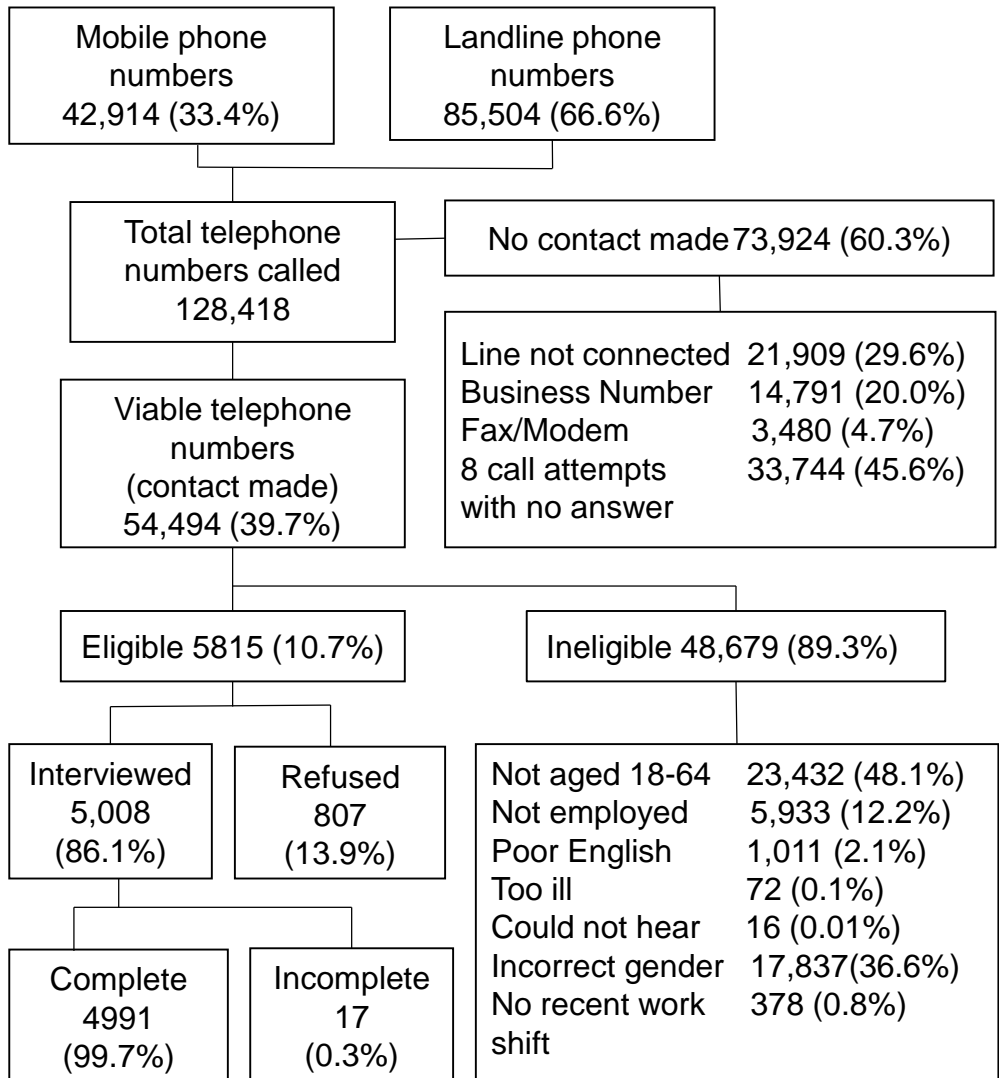 Mobile phone
numbers
42,914 (33.4%)
Landline phone
numbers
85,504 (66.6%)
Total telephone
numbers called
128,418
No contact made 73,924 (60.3%)
Line not connected 21,909 (29.6%)
Business Number 14,791 (20.0%)
Fax/Modem 3,480 (4.7%)
8 call attempts 33,744 (45.6%)
with no answer
Viable telephone
numbers
(contact made)
54,494 (39.7%)
Eligible 5815 (10.7%)
Ineligible 48,679 (89.3%)
Interviewed
5,008
(86.1%)
Refused
807
(13.9%)
Not aged 18-64 23,432 (48.1%)
Not employed 5,933 (12.2%)
Poor English 1,011 (2.1%)
Too ill 72 (0.1%)
Could not hear 16 (0.01%)
Incorrect gender 17,837(36.6%)
No recent work 378 (0.8%)
shift
Complete
4991
(99.7%)
Incomplete
17
(0.3%)